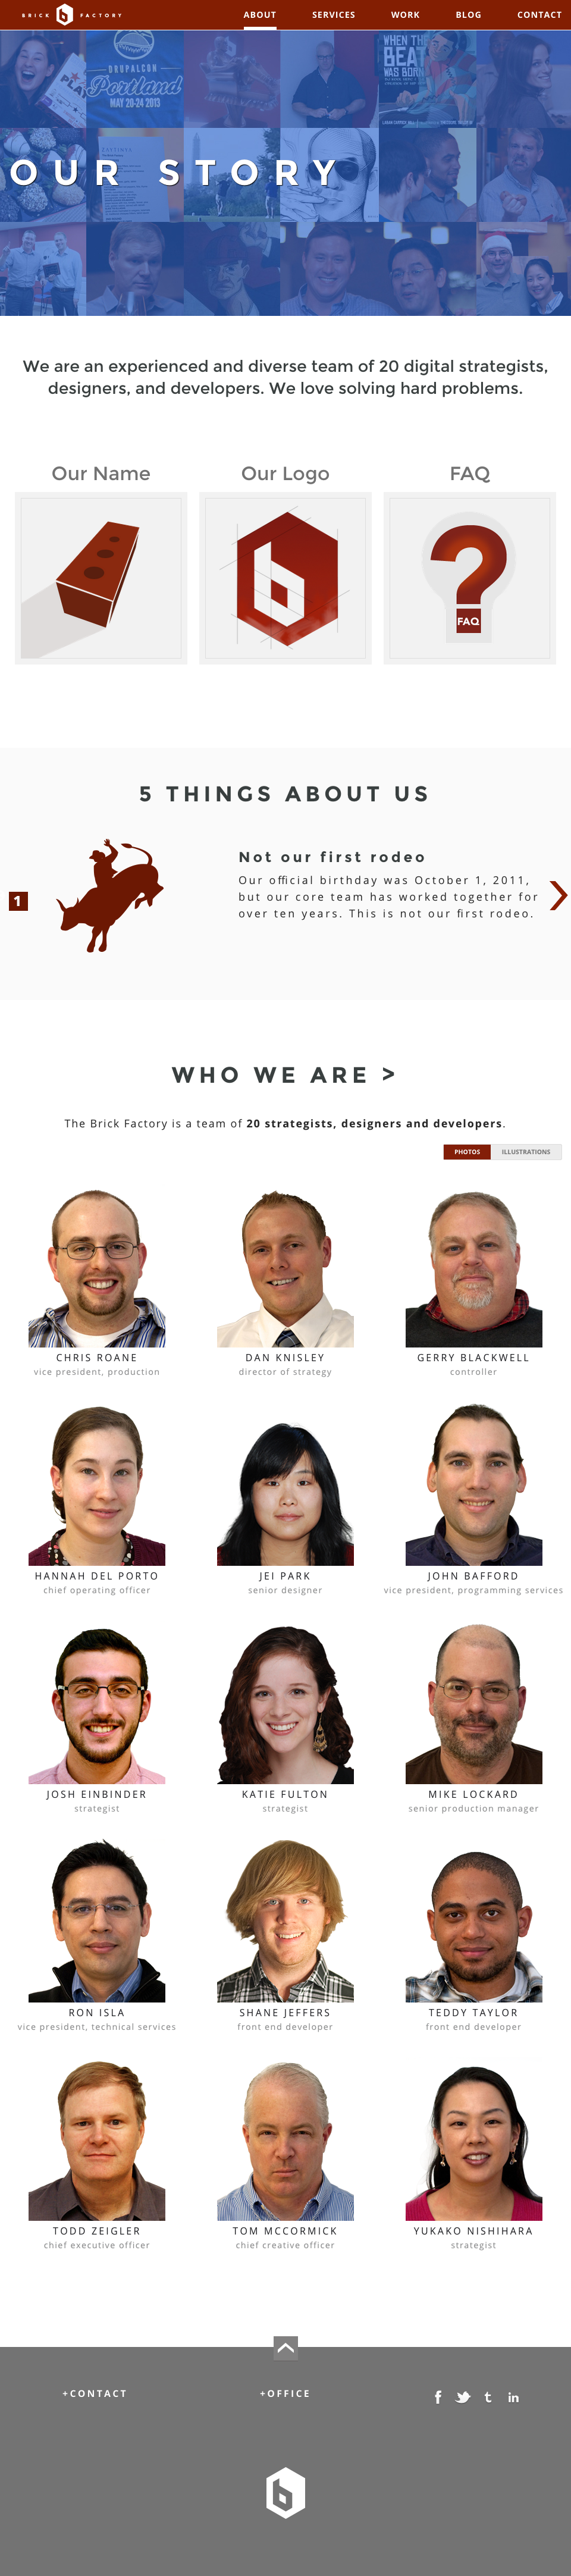 BRICK FACTORY
ABOUT SERVICES WORK BLOG CONTACT
DRUPALCON
Portland
MAY 20-24 2013
WHEN THE
BEAT
WAS BORN
OUR STORY
We are an experienced and diverse team of 20 digital strategists,
designers, and developers. We love solving hard problems.
Our Name
Our Logo
FAQ
FAQ
5 THINGS ABOUT US
1
Not our first rodeo
Our official birthday was October 1, 2011,
but our core team has worked together for
over ten years. This is not our first rodeo.
WHO WE ARE >
The Brick Factory is a team of 20 strategists, designers and developers.
PHOTOS ILLUSTRATIONS
CHRIS ROANE
vice president, production
DAN KNISLEY
director of strategy
GERRY BLACKWELL
controller
HANNAH DEL PORTO
chief operating officer
JEI PARK
senior designer
JOHN BAFFORD
vice president, programming services
JOSH EINBINDER
strategist
KATIE FULTON
strategist
MIKE LOCKARD
senior production manager
RON ISLA
vice president, technical services
SHANE JEFFERS
front end developer
TEDDY TAYLOR
front end developer
TODD ZEIGLER
chief executive officer
TOM MCCORMICK
chief creative officer
YUKAKO NISHIHARA
strategist
+CONTACT
+OFFICE